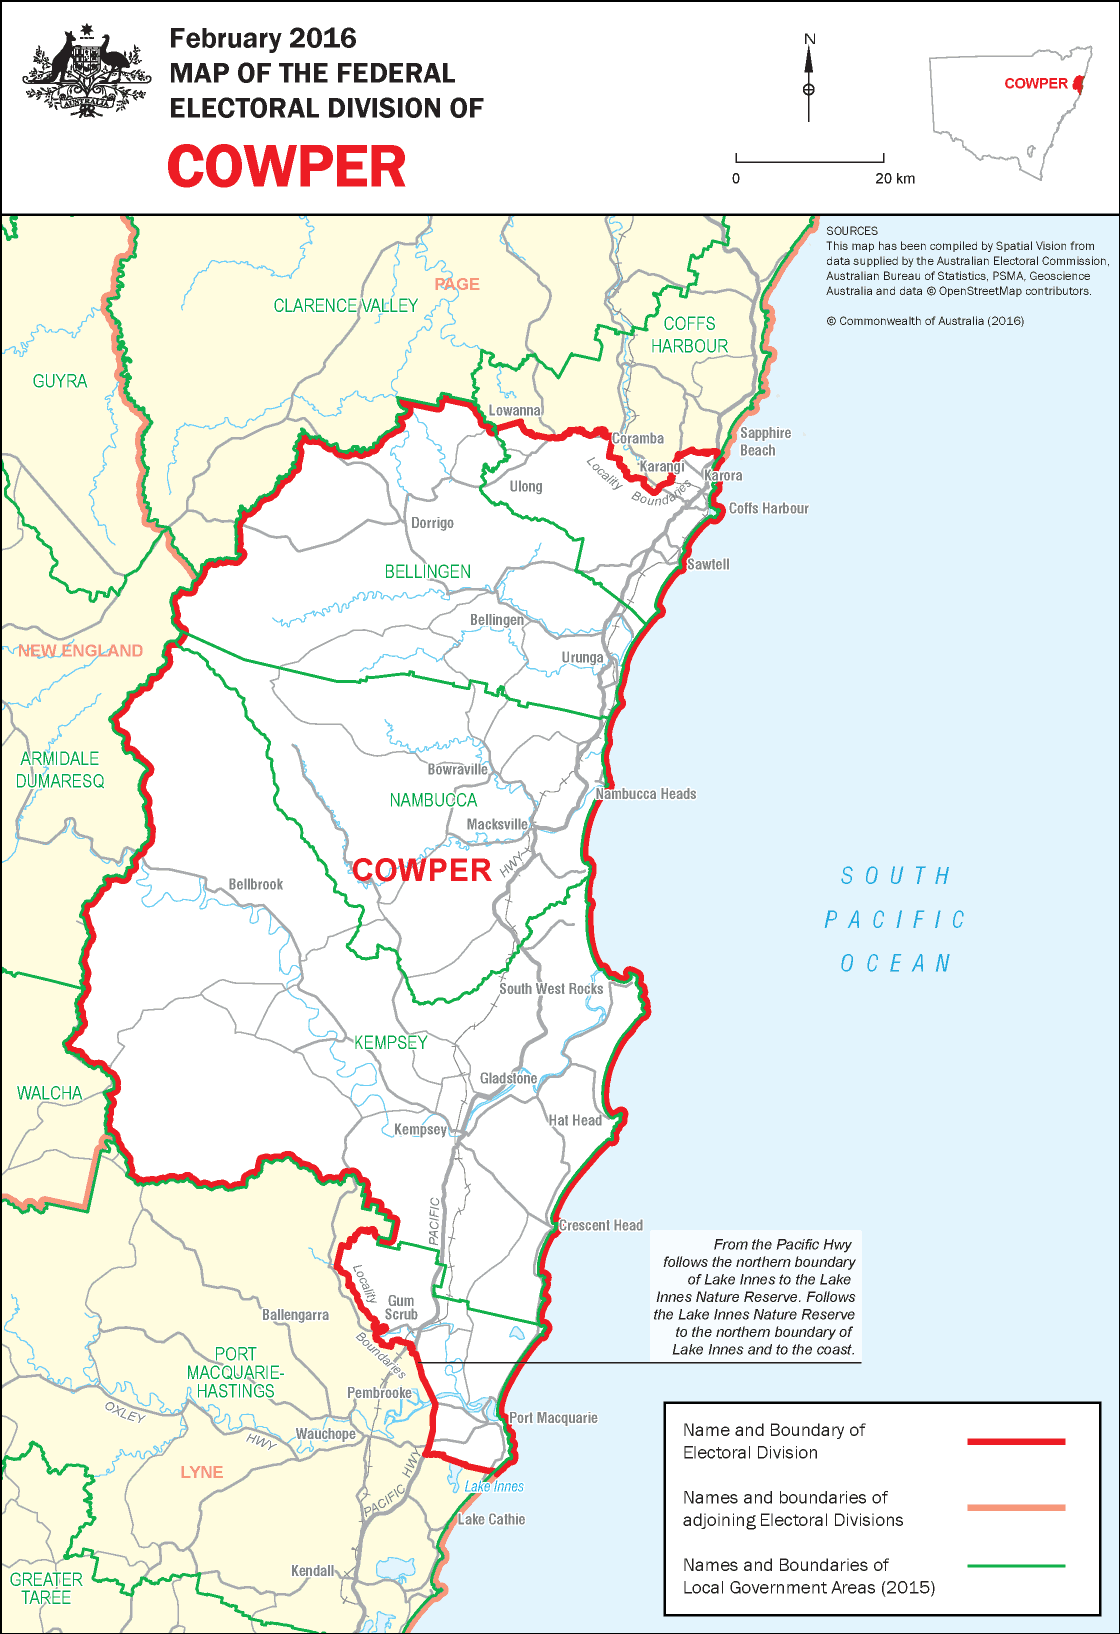 February 2016
MAP OF THE FEDERAL
ELECTORAL DIVISION OF
COWPER
AUSTRALIA
N
0
20 km
COWPER
SOURCES
This map has been compiled by Spatial Vision from
data supplied by the Australian Electoral Commission,
Australian Bureau of Statistics, PSMA, Geoscience
Australia and data © OpenStreetMap contributors.
© Commonwealth of Australia (2016)
PAGE
CLARENCE VALLEY
COFFS
HARBOUR
GUYRA
Lowanna
Coramba
Sapphire
Beach
Karangi
Locality Boundaries
Karora
Ulong
Coffs Harbour
Dorrigo
Sawtell
BELLINGEN
Bellingen
NEW ENGLAND
Urunga
ARMIDALE
DUMARESQ
Bowraville
NAMBUCCA
Nambucca Heads
Macksville
HWY
COWPER
Bellbrook
SOUTH
PACIFIC
OCEAN
South West Rocks
KEMPSEY
Gladstone
WALCHA
Hat Head
Kempsey
PACIFIC
Crescent Head
From the Pacific Hwy
follows the northern boundary
of Lake Innes to the Lake
Innes Nature Reserve. Follows
the Lake Innes Nature Reserve
to the northern boundary of
Lake Innes and to the coast.
Locality
Boundaries
Gum
Scrub
Ballengarra
PORT
MACQUARIE-
HASTINGS
Pembrooke
OXLEY
HWY
Port Macquarie
Wauchope
LYNE
PACIFIC HWY
Lake Innes
Lake Cathie
Kendall
GREATER
TAREE
Name and Boundary of
Electoral Division
Names and boundaries of
adjoining Electoral Divisions
Names and Boundaries of
Local Government Areas (2015)